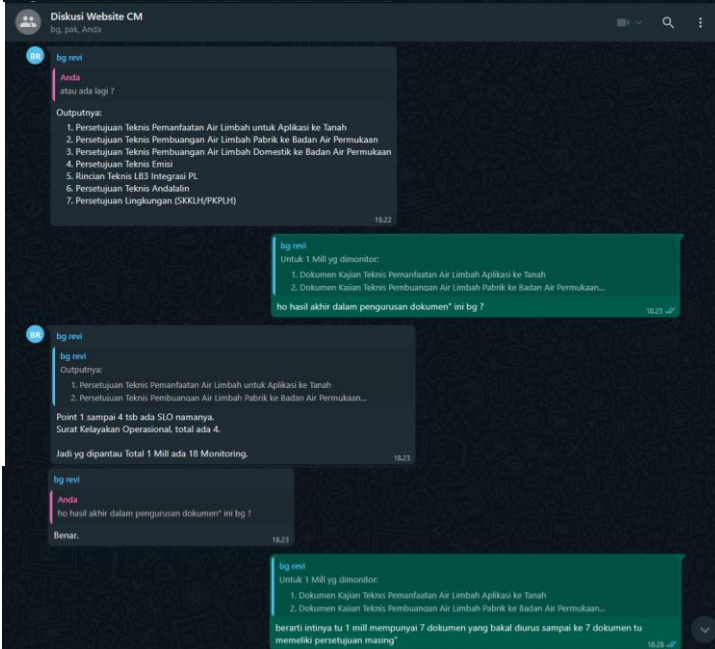 Diskusi Website CM
bg, pak, Anda
BR
bg revi
Anda
atau ada lagi ?
Outputnya:
1. Persetujuan Teknis Pemanfaatan Air Limbah untuk Aplikasi ke Tanah
2. Persetujuan Teknis Pembuangan Air Limbah Pabrik ke Badan Air Permukaan
3. Persetujuan Teknis Pembuangan Air Limbah Domestik ke Badan Air Permukaan
4. Persetujuan Teknis Emisi
5. Rincian Teknis LB3 Integrasi PL
6. Persetujuan Teknis Andalalin
7. Persetujuan Lingkungan (SKKLH/PKPLH)
18.22
bg revi
Untuk 1 Mill yg dimonitor:
1. Dokumen Kajian Teknis Pemanfaatan Air Limbah Aplikasi ke Tanah
2. Dokumen Kajian Teknis Pembuangan Air Limbah Pabrik ke Badan Air Permukaan...
ho hasil akhir dalam pengurusan dokumen" ini bg ?
18.23
BR
bg revi
bg revi
Outputnya:
1. Persetujuan Teknis Pemanfaatan Air Limbah untuk Aplikasi ke Tanah
2. Persetujuan Teknis Pembuangan Air Limbah Pabrik ke Badan Air Permukaan...
Point 1 sampai 4 tsb ada SLO namanya.
Surat Kelayakan Operasional, total ada 4.
Jadi yg dipantau Total 1 Mill ada 18 Monitoring.
18.23
bg revi
Anda
ho hasil akhir dalam pengurusan dokumen" ini bg ?
Benar.
18.23
bg revi
Untuk 1 Mill yg dimonitor:
1. Dokumen Kajian Teknis Pemanfaatan Air Limbah Aplikasi ke Tanah
2. Dokumen Kajian Teknis Pembuangan Air Limbah Pabrik ke Badan Air Permukaan...
berarti intinya tu 1 mill mempunyai 7 dokumen yang bakal diurus sampai ke 7 dokumen tu
memeliki persetujuan masing"
18.28